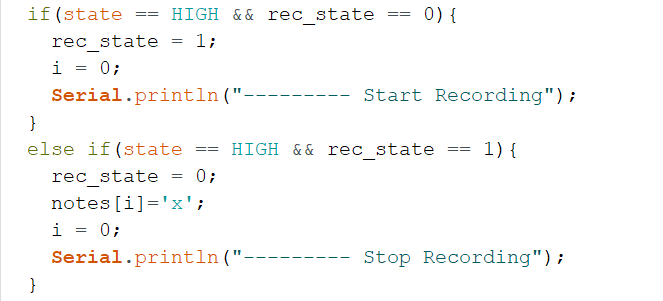 if(state == HIGH && rec_state == 0){
  rec_state = 1;
  i = 0;
  Serial.println("--------- Start Recording");
}
else if(state == HIGH && rec_state == 1){
  rec_state = 0;
  notes[i]='x';
  i = 0;
  Serial.println("--------- Stop Recording");
}